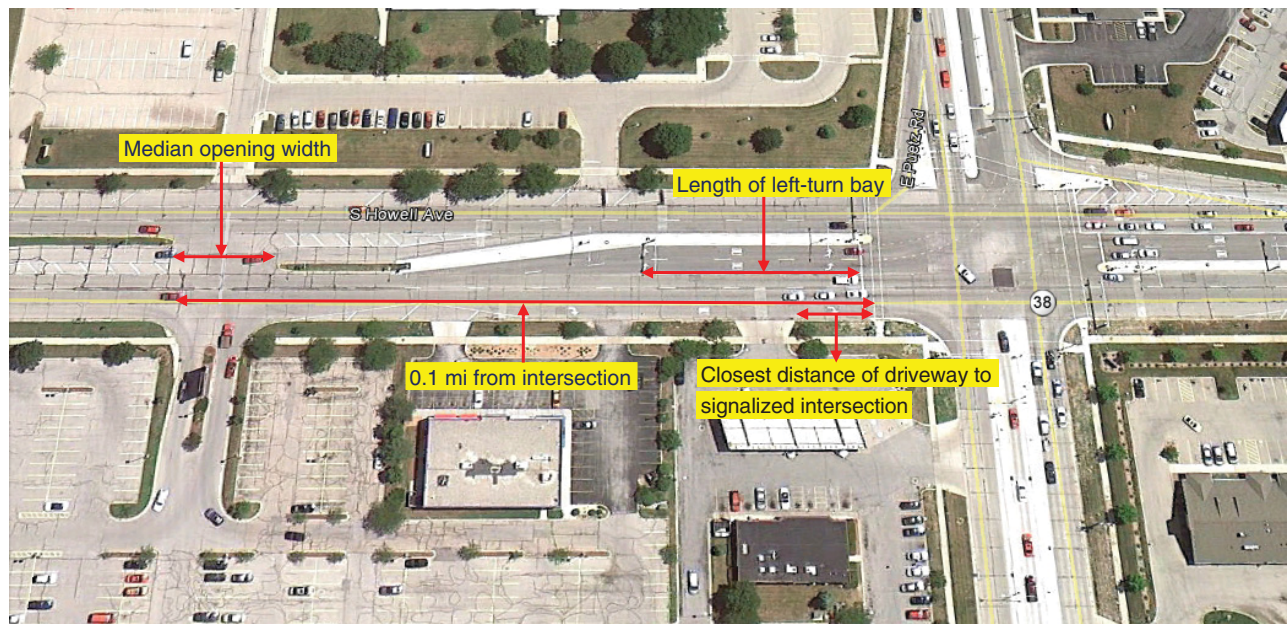 Median opening width
Length of left-turn bay
E Puetz Rd
S Howell Ave
38
0.1 mi from intersection
Closest distance of driveway to
signalized intersection